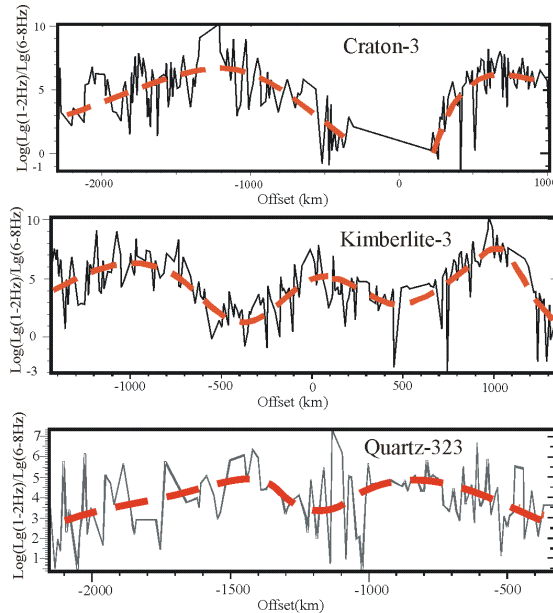 Craton-3
Log(Lg(1-2Hz)/Lg(6-8Hz)
10
5
0
-1
-2000 -1000 0 1000
Offset (km)
Kimberlite-3
Log(Lg(1-2Hz)/Lg(6-8Hz)
10
5
0
-3
-1000 -500 0 500 1000
Offset (km)
Quartz-323
Log(Lg(1-2Hz)/Lg(6-8Hz)
7
6
5
4
3
2
1
-2000 -1500 -1000 -500
Offset(km)